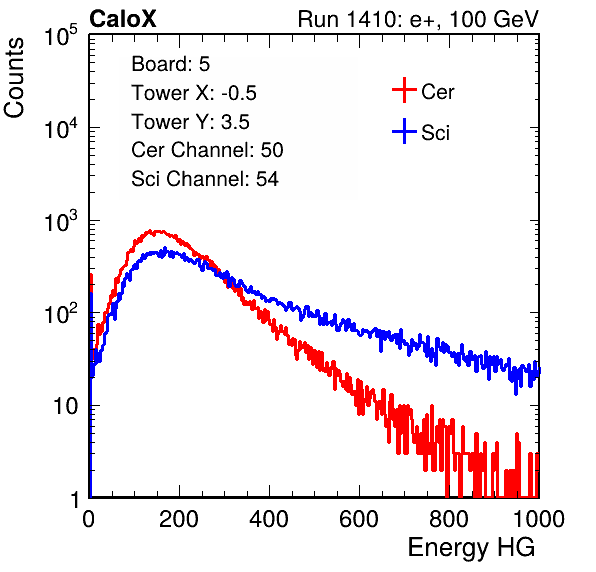 CaloX Run 1410: e+, 100 GeV
Counts
Board: 5
Tower X: -0.5
Tower Y: 3.5
Cer Channel: 50
Sci Channel: 54
Cer
Sci
10^5
10^4
10^3
10^2
10
1
0 200 400 600 800 1000
Energy HG